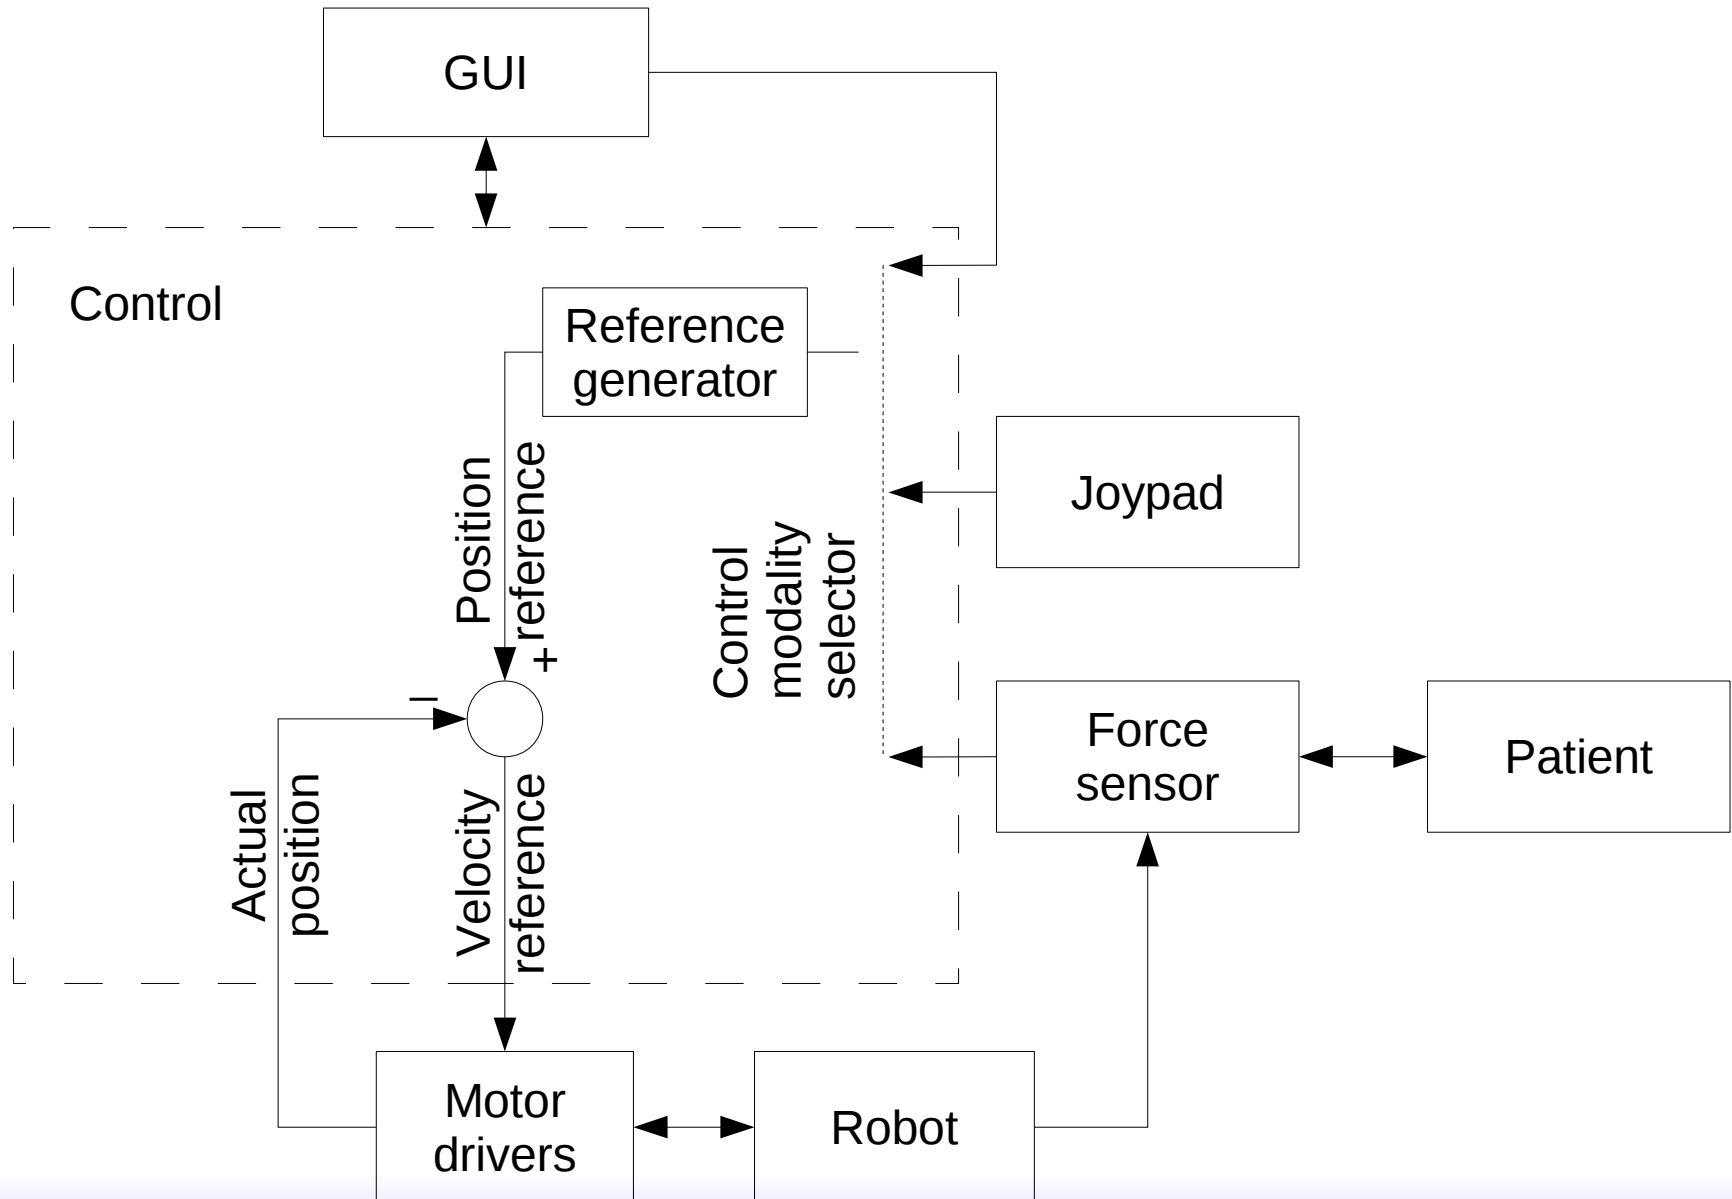 GUI
Control
Reference
generator
Position
reference
+
–
Control
modality
selector
Joypad
Force
sensor
Patient
Actual
position
Velocity
reference
Motor
drivers
Robot